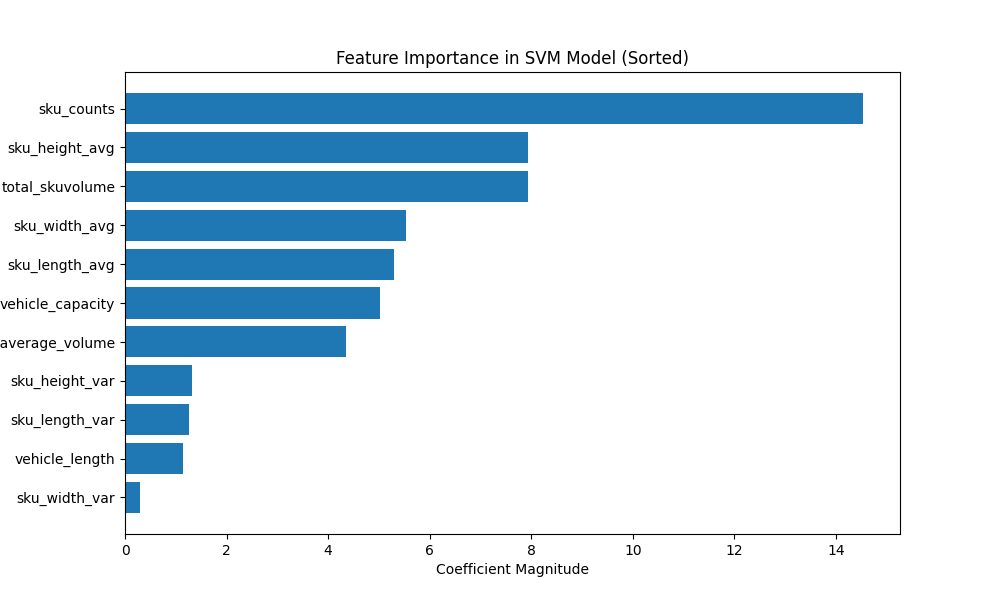 Feature Importance in SVM Model (Sorted)
sku_counts
sku_height_avg
total_skuvolume
sku_width_avg
sku_length_avg
vehicle_capacity
average_volume
sku_height_var
sku_length_var
vehicle_length
sku_width_var
0 2 4 6 8 10 12 14
Coefficient Magnitude